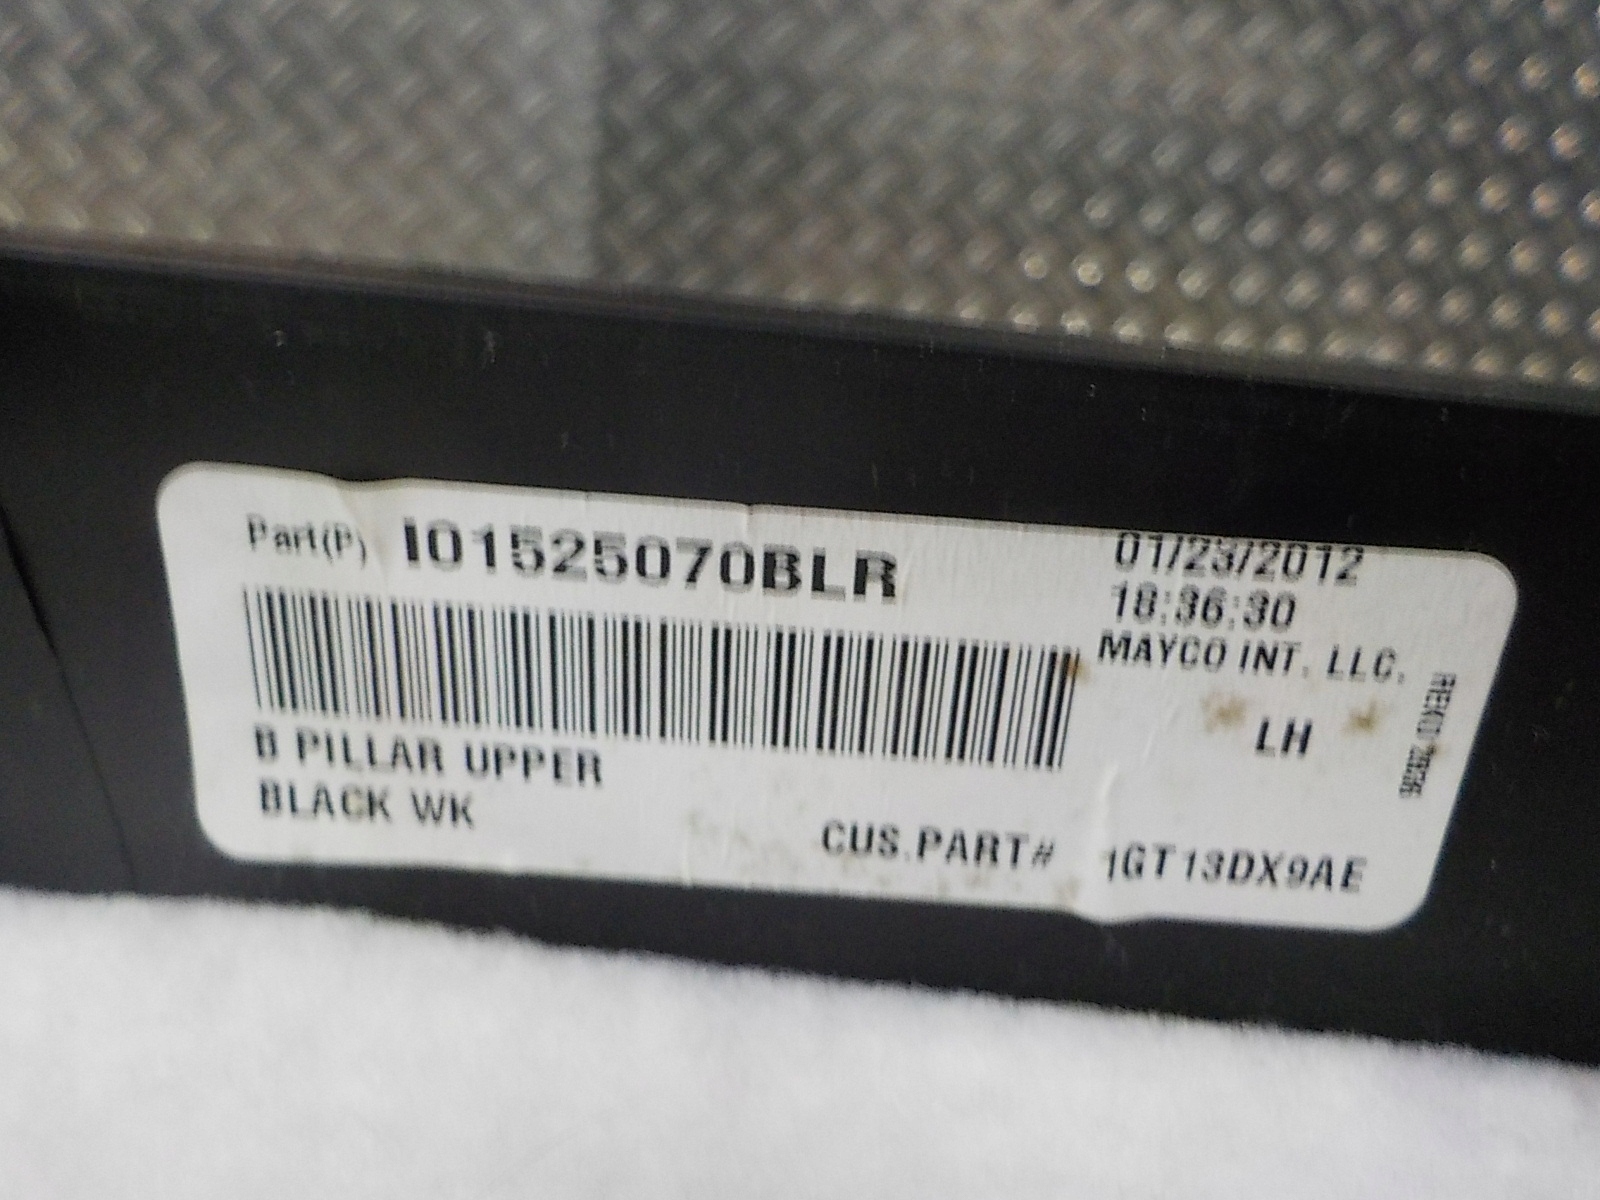 Part(P) I01525070BLR
01/23/2012
18:36:30
MAYCO INT. LLC.
LH
B PILLAR UPPER
BLACK WK
CUS.PART# 1GT13DX9AE